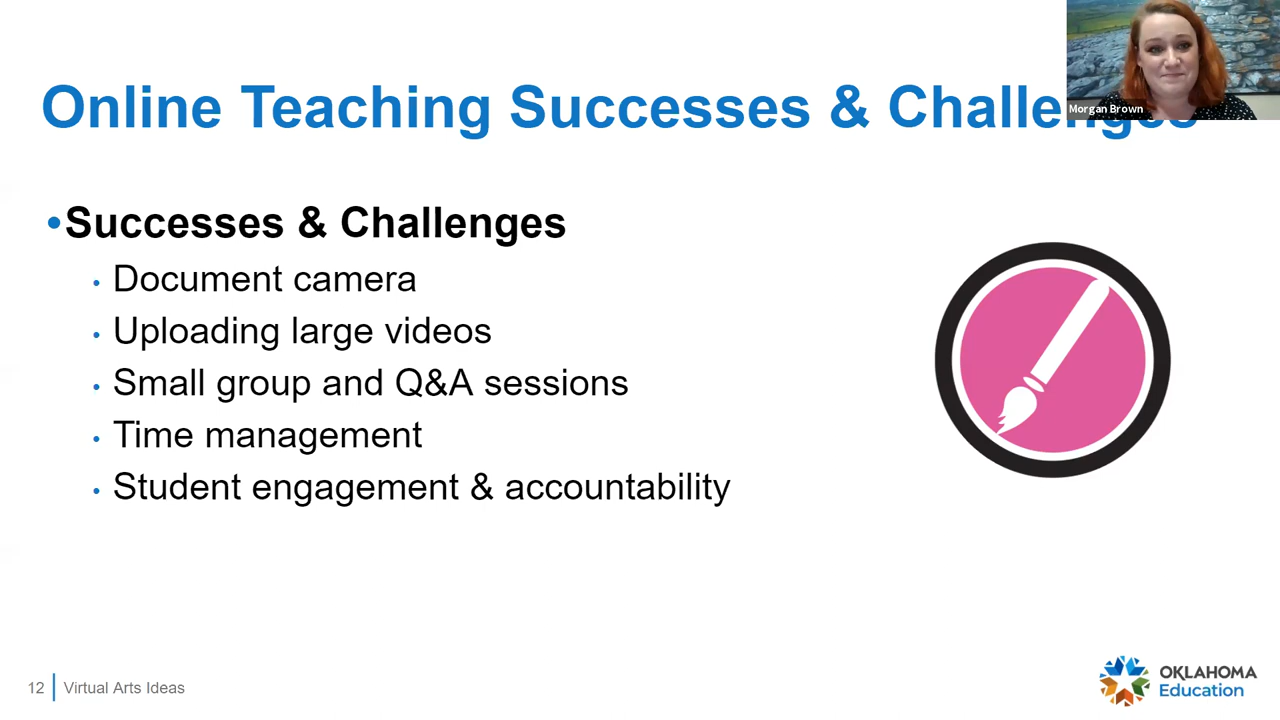 Online Teaching Successes & Challenges
Morgan Brown
•Successes & Challenges
• Document camera
• Uploading large videos
• Small group and Q&A sessions
• Time management
• Student engagement & accountability
12 | Virtual Arts Ideas
OKLAHOMA
Education